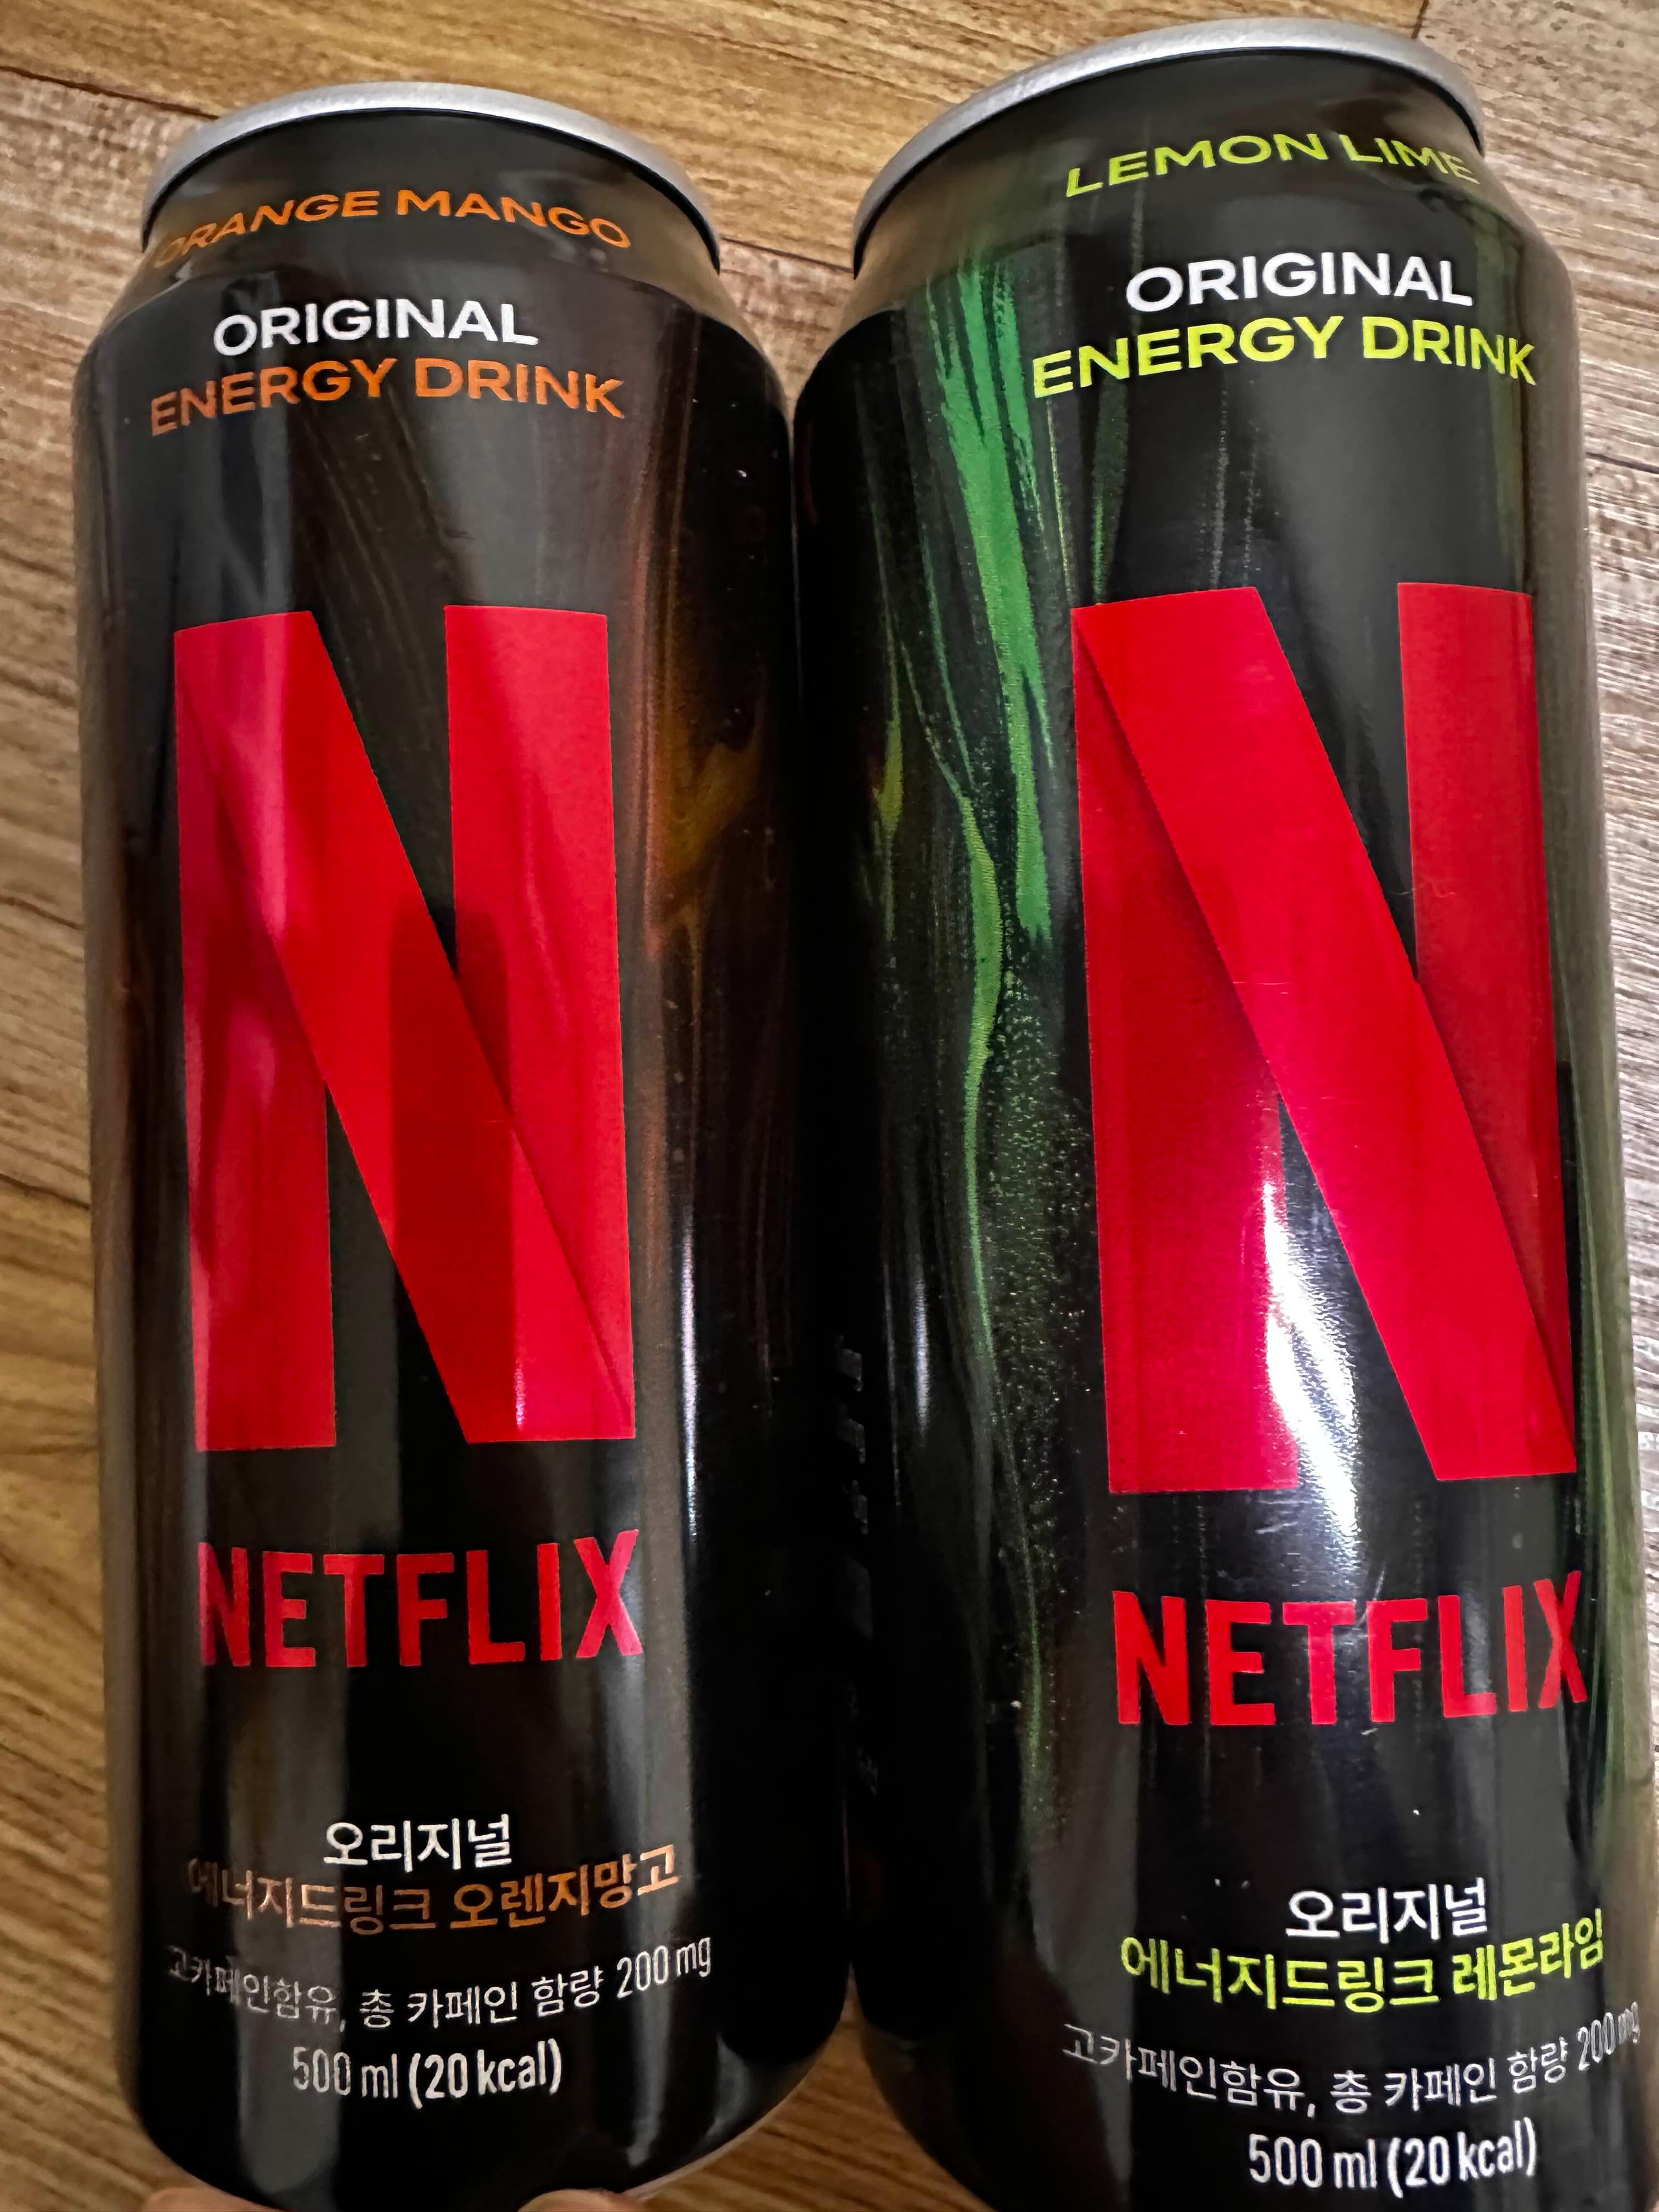 ORANGE MANGO
ORIGINAL
ENERGY DRINK
N
NETFLIX
오리지널
에너지드링크 오렌지망고
고카페인함유, 총 카페인 함량 200 mg
500 ml (20 kcal)
LEMON LIME
ORIGINAL
ENERGY DRINK
N
NETFLIX
오리지널
에너지드링크 레몬라임
고카페인함유, 총 카페인 함량 200 mg
500 ml (20 kcal)